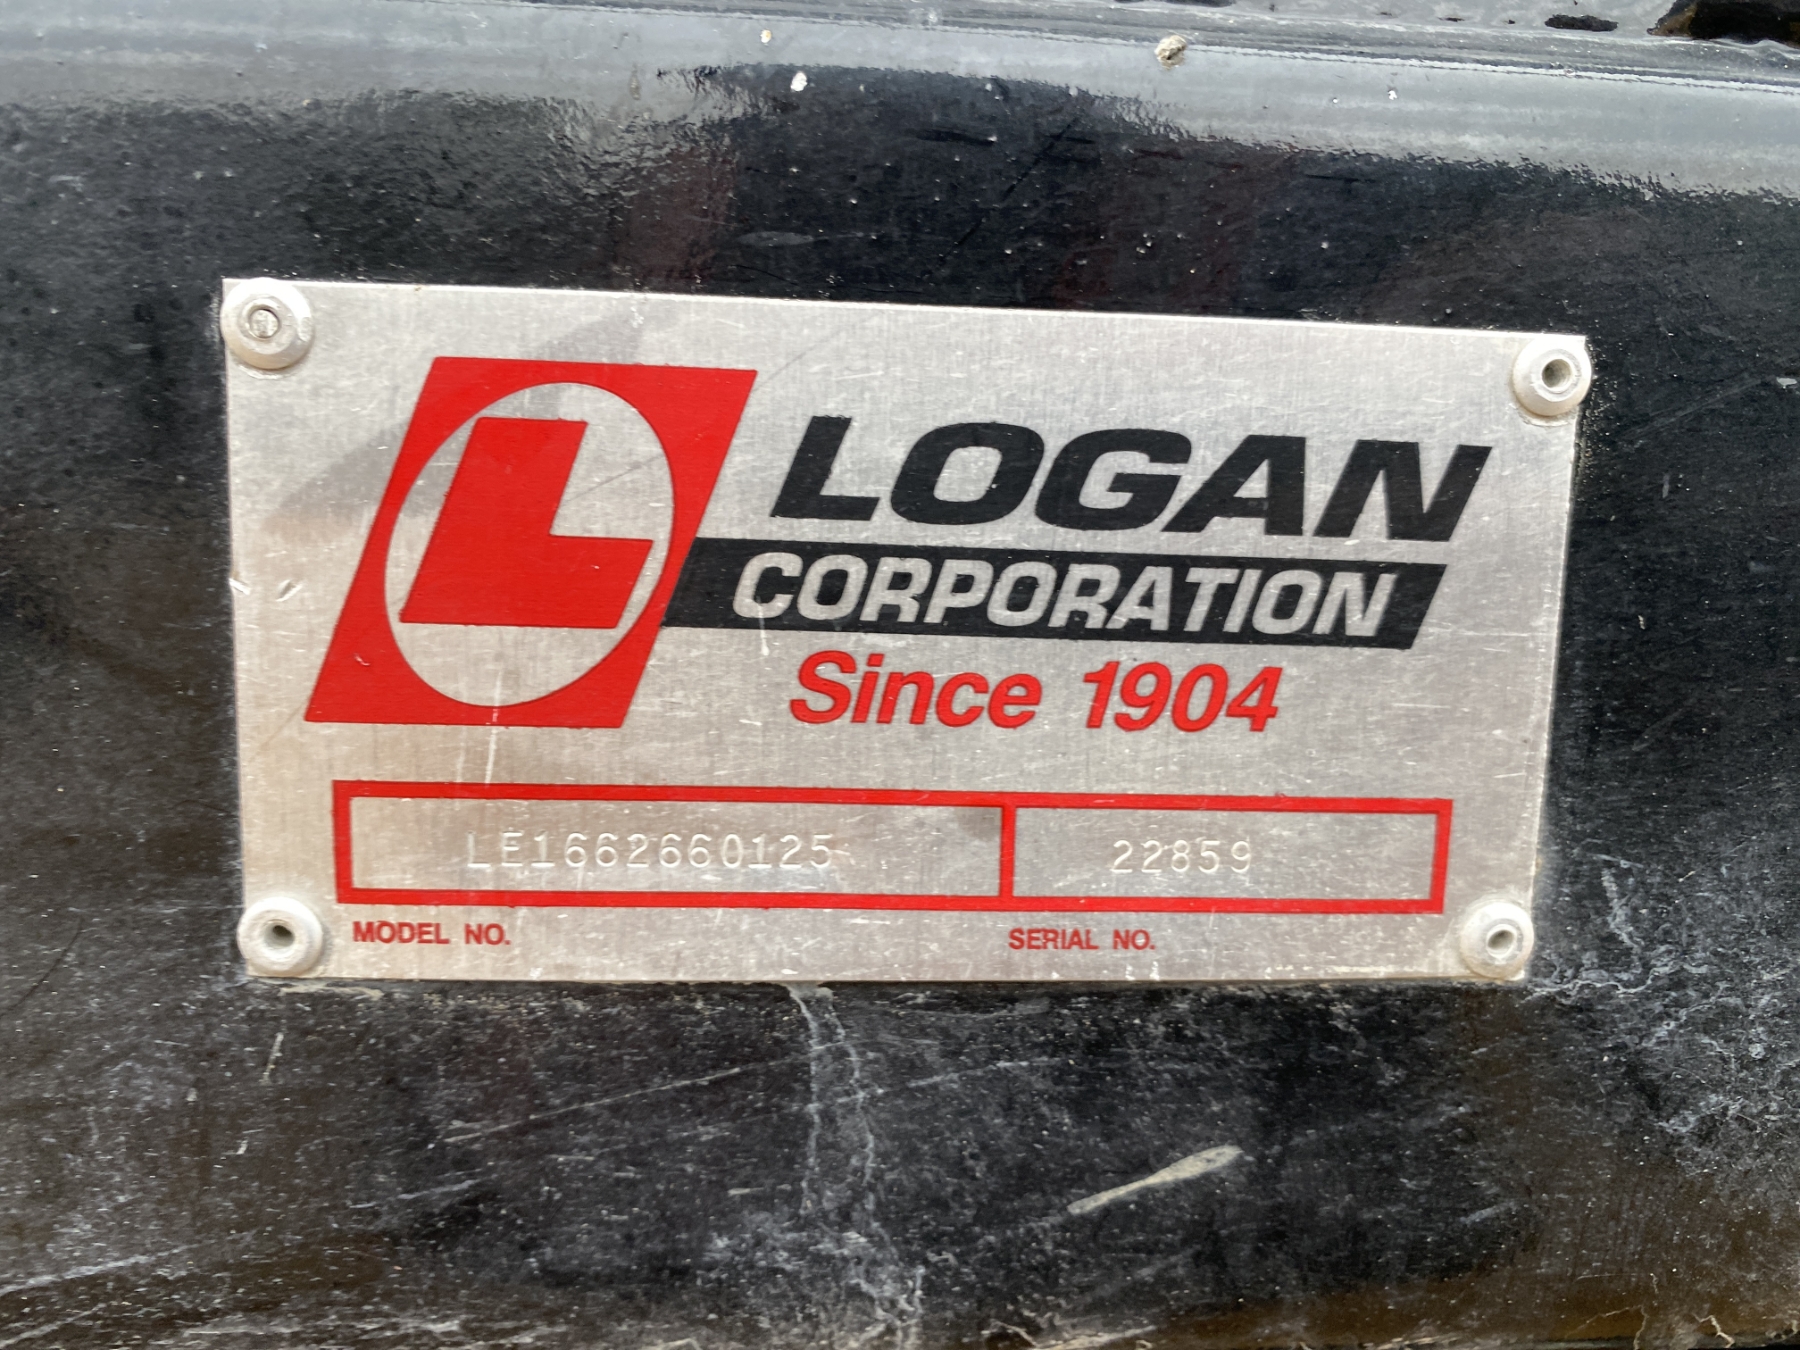 L
LOGAN
CORPORATION
Since 1904
LE1662660125
22859
MODEL NO.
SERIAL NO.